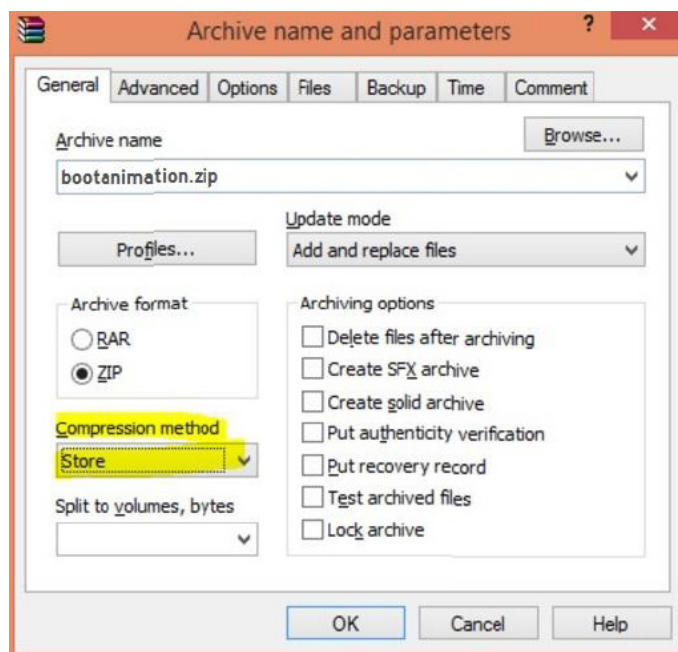 Archive name and parameters ?
General Advanced Options Files Backup Time Comment
Archive name Browse...
bootanimation.zip
Update mode
Profiles... Add and replace files
Archive format Archiving options
RAR Delete files after archiving
ZIP Create SFX archive
Create solid archive
Compression method Put authenticity verification
Store Put recovery record
Split to volumes, bytes Test archived files
Lock archive
OK Cancel Help